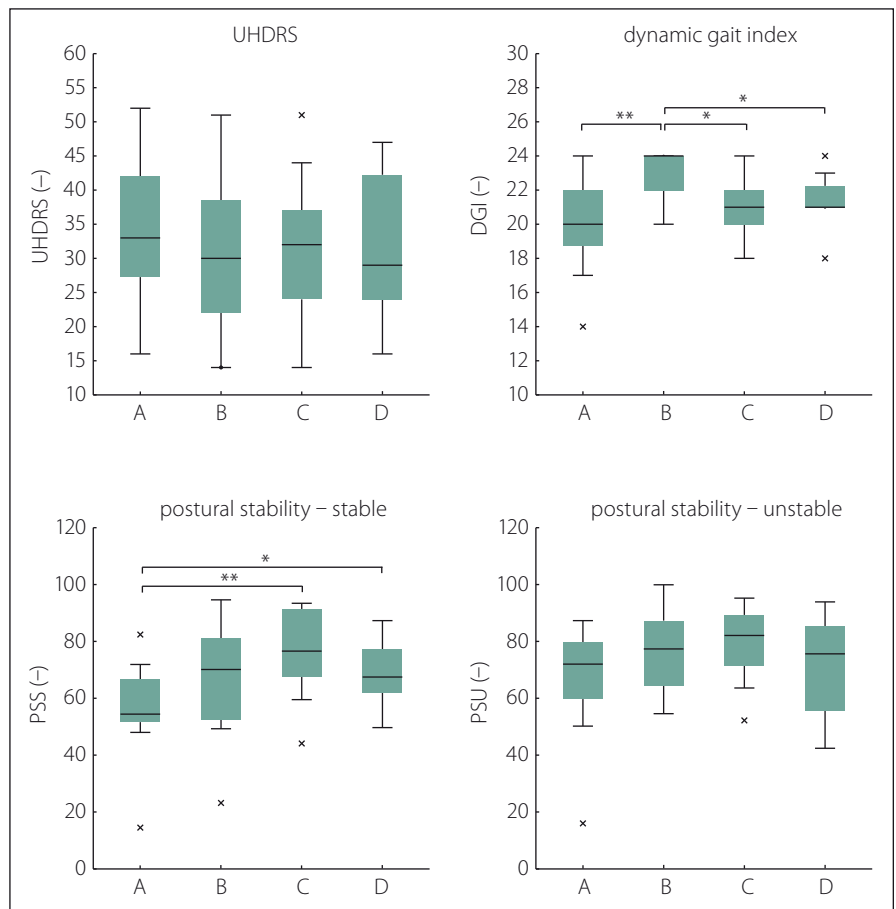 UHDRS
60
55
50
45
40
35
30
25
20
15
10
UHDRS (–)
A B C D
dynamic gait index
30
28
26
24
22
20
18
16
14
12
10
DGI (–)
** * *
A B C D
postural stability – stable
120
100
80
60
40
20
0
PSS (–)
* **
A B C D
postural stability – unstable
120
100
80
60
40
20
0
PSU (–)
A B C D